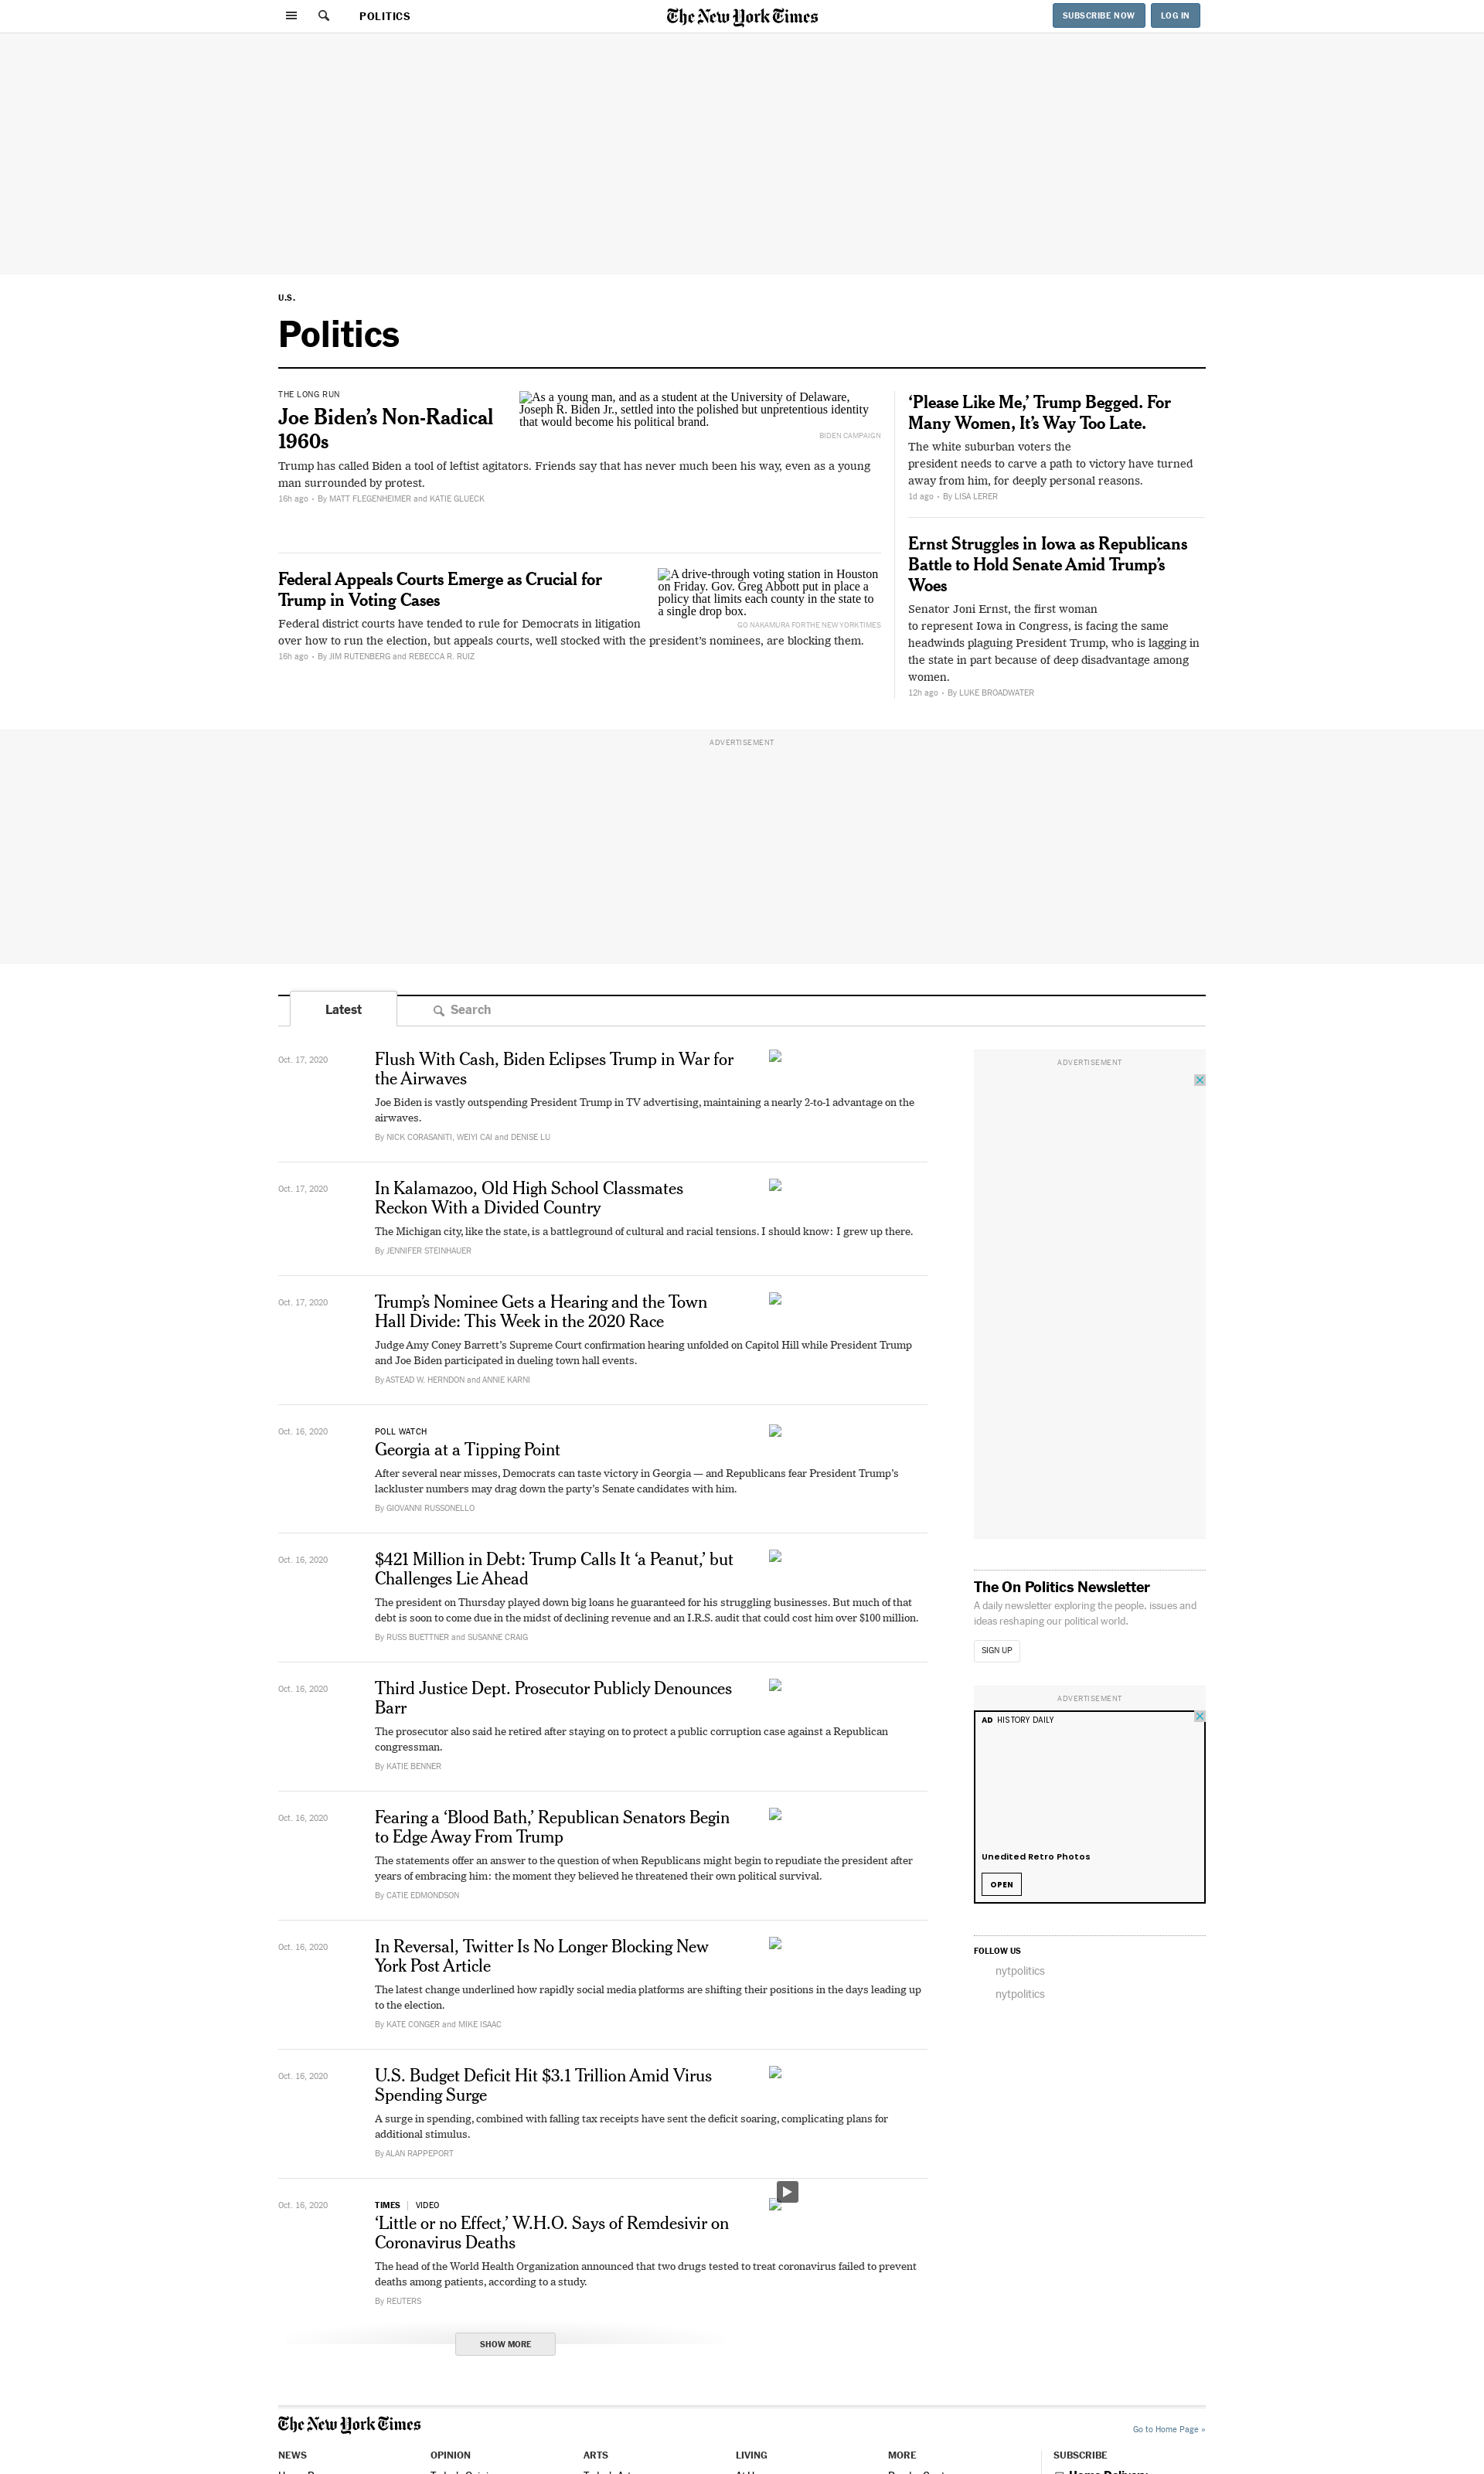 POLITICS
The New York Times
SUBSCRIBE NOW
LOG IN
U.S.
Politics
THE LONG RUN
Joe Biden’s Non-Radical
1960s
As a young man, and as a student at the University of Delaware,
Joseph R. Biden Jr., settled into the polished but unpretentious identity
that would become his political brand.
BIDEN CAMPAIGN
Trump has called Biden a tool of leftist agitators. Friends say that has never much been his way, even as a young
man surrounded by protest.
16h ago • By MATT FLEGENHEIMER and KATIE GLUECK
Federal Appeals Courts Emerge as Crucial for
Trump in Voting Cases
A drive-through voting station in Houston
on Friday. Gov. Greg Abbott put in place a
policy that limits each county in the state to
a single drop box.
GO NAKAMURA FOR THE NEW YORK TIMES
Federal district courts have tended to rule for Democrats in litigation
over how to run the election, but appeals courts, well stocked with the president’s nominees, are blocking them.
16h ago • By JIM RUTENBERG and REBECCA R. RUIZ
‘Please Like Me,’ Trump Begged. For
Many Women, It’s Way Too Late.
The white suburban voters the
president needs to carve a path to victory have turned
away from him, for deeply personal reasons.
1d ago • By LISA LERER
Ernst Struggles in Iowa as Republicans
Battle to Hold Senate Amid Trump’s
Woes
Senator Joni Ernst, the first woman
to represent Iowa in Congress, is facing the same
headwinds plaguing President Trump, who is lagging in
the state in part because of deep disadvantage among
women.
12h ago • By LUKE BROADWATER
ADVERTISEMENT
Latest
Search
Oct. 17, 2020
Flush With Cash, Biden Eclipses Trump in War for
the Airwaves
Joe Biden is vastly outspending President Trump in TV advertising, maintaining a nearly 2-to-1 advantage on the
airwaves.
By NICK CORASANITI, WEIYI CAI and DENISE LU
Oct. 17, 2020
In Kalamazoo, Old High School Classmates
Reckon With a Divided Country
The Michigan city, like the state, is a battleground of cultural and racial tensions. I should know: I grew up there.
By JENNIFER STEINHAUER
Oct. 17, 2020
Trump’s Nominee Gets a Hearing and the Town
Hall Divide: This Week in the 2020 Race
Judge Amy Coney Barrett’s Supreme Court confirmation hearing unfolded on Capitol Hill while President Trump
and Joe Biden participated in dueling town hall events.
By ASTEAD W. HERNDON and ANNIE KARNI
Oct. 16, 2020
POLL WATCH
Georgia at a Tipping Point
After several near misses, Democrats can taste victory in Georgia — and Republicans fear President Trump’s
lackluster numbers may drag down the party’s Senate candidates with him.
By GIOVANNI RUSSONELLO
Oct. 16, 2020
$421 Million in Debt: Trump Calls It ‘a Peanut,’ but
Challenges Lie Ahead
The president on Thursday played down big loans he guaranteed for his struggling businesses. But much of that
debt is soon to come due in the midst of declining revenue and an I.R.S. audit that could cost him over $100 million.
By RUSS BUETTNER and SUSANNE CRAIG
Oct. 16, 2020
Third Justice Dept. Prosecutor Publicly Denounces
Barr
The prosecutor also said he retired after staying on to protect a public corruption case against a Republican
congressman.
By KATIE BENNER
Oct. 16, 2020
Fearing a ‘Blood Bath,’ Republican Senators Begin
to Edge Away From Trump
The statements offer an answer to the question of when Republicans might begin to repudiate the president after
years of embracing him: the moment they believed he threatened their own political survival.
By CATIE EDMONDSON
Oct. 16, 2020
In Reversal, Twitter Is No Longer Blocking New
York Post Article
The latest change underlined how rapidly social media platforms are shifting their positions in the days leading up
to the election.
By KATE CONGER and MIKE ISAAC
Oct. 16, 2020
U.S. Budget Deficit Hit $3.1 Trillion Amid Virus
Spending Surge
A surge in spending, combined with falling tax receipts have sent the deficit soaring, complicating plans for
additional stimulus.
By ALAN RAPPEPORT
Oct. 16, 2020
TIMES | VIDEO
‘Little or no Effect,’ W.H.O. Says of Remdesivir on
Coronavirus Deaths
The head of the World Health Organization announced that two drugs tested to treat coronavirus failed to prevent
deaths among patients, according to a study.
By REUTERS
SHOW MORE
ADVERTISEMENT
The On Politics Newsletter
A daily newsletter exploring the people, issues and
ideas reshaping our political world.
SIGN UP
ADVERTISEMENT
AD HISTORY DAILY
Unedited Retro Photos
OPEN
FOLLOW US
nytpolitics
nytpolitics
The New York Times
Go to Home Page »
NEWS
OPINION
ARTS
LIVING
MORE
SUBSCRIBE